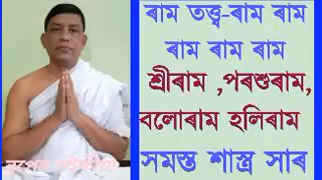 ৰাম তত্ত্ব-ৰাম ৰাম
ৰাম ৰাম ৰাম
শ্ৰীৰাম ,পৰশুৰাম,
বলোৰাম হলিৰাম
সমস্ত শাস্ত্ৰ সাৰ